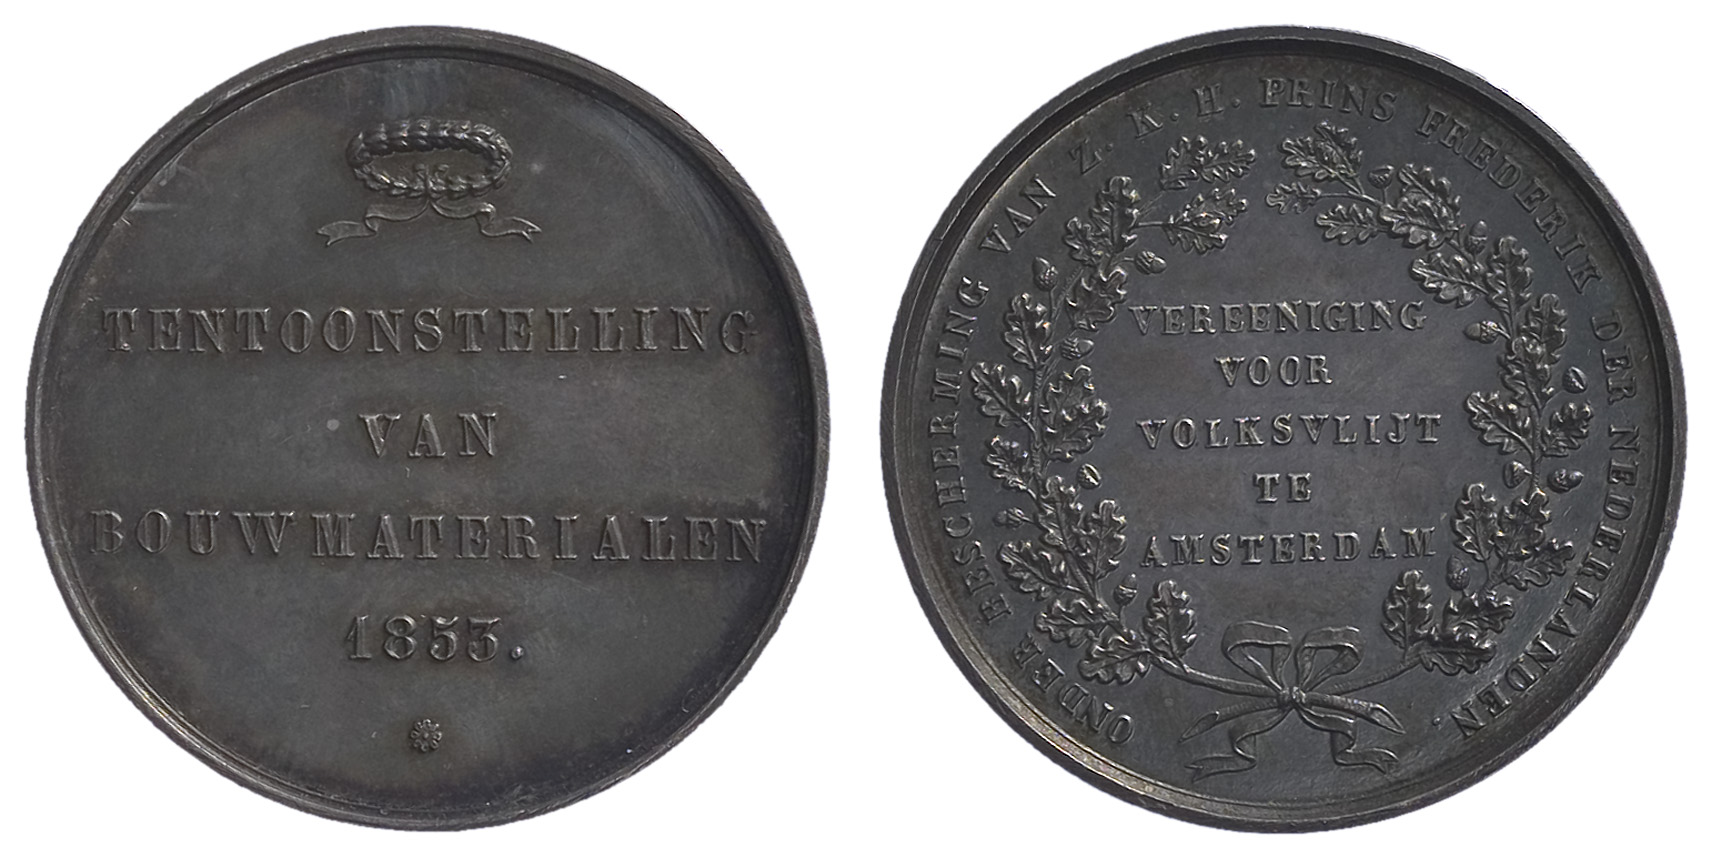 TENTOONSTELLING
VAN
BOUWMATERIALEN
1853.
ONDER BESCHERMING VAN Z. K. H. PRINS FREDERIK DER NEDERLANDEN.
VEREENIGING
VOOR
VOLKSVLIJT
TE
AMSTERDAM